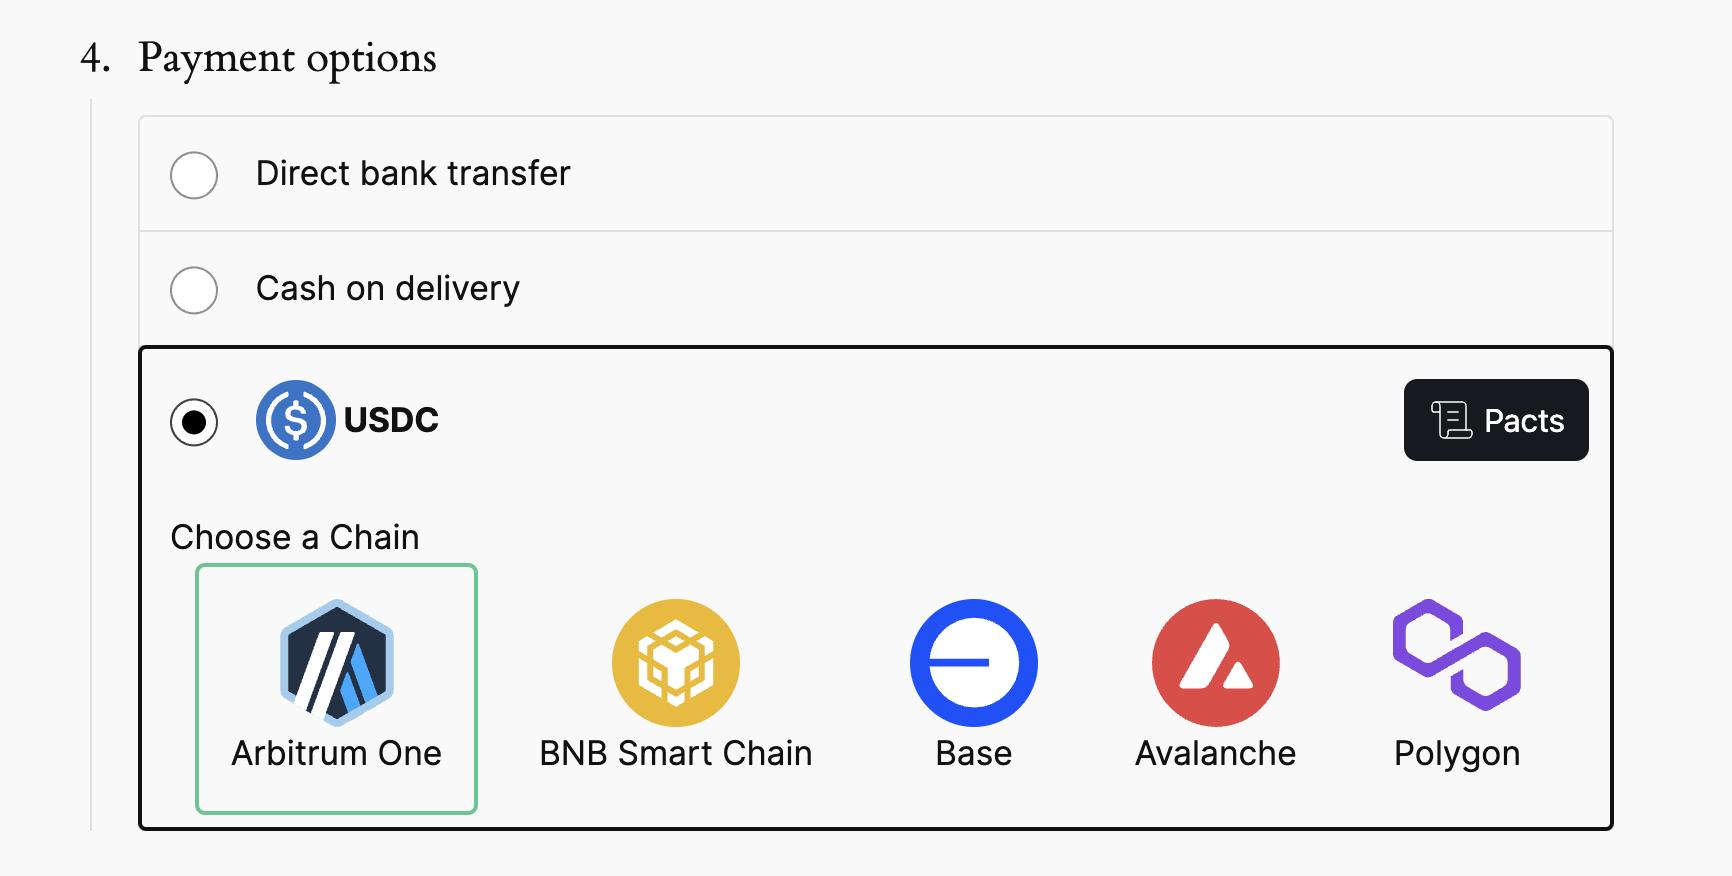 4. Payment options
Direct bank transfer
Cash on delivery
USDC
Pacts
Choose a Chain
Arbitrum One
BNB Smart Chain
Base
Avalanche
Polygon